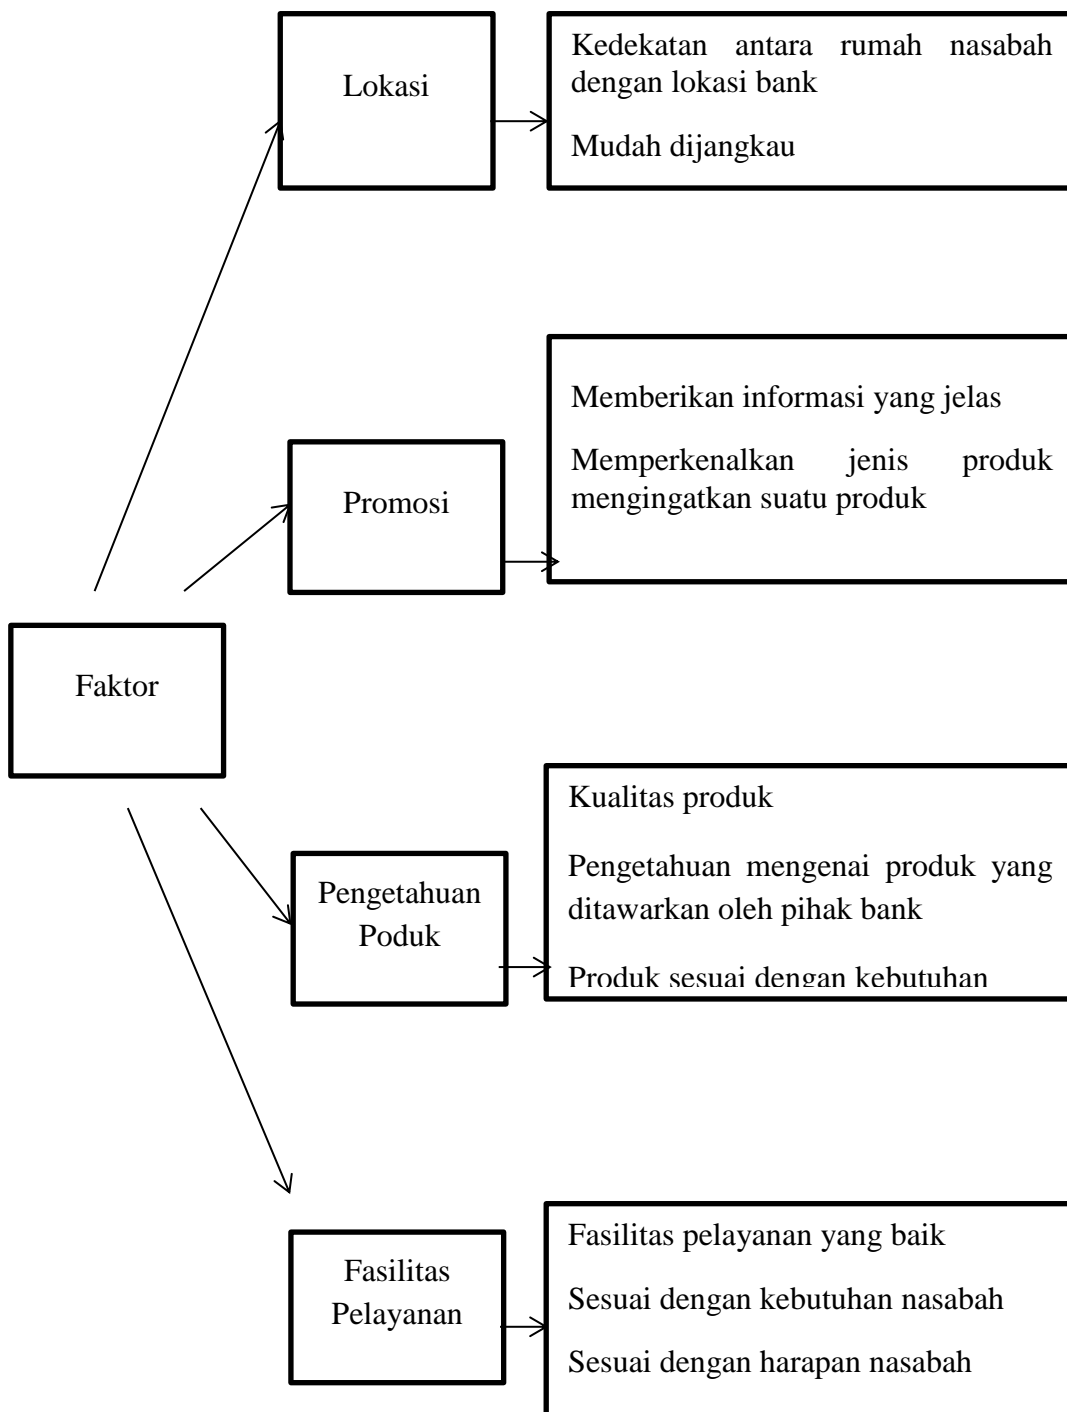 Lokasi
Kedekatan antara rumah nasabah
dengan lokasi bank
Mudah dijangkau
Promosi
Memberikan informasi yang jelas
Memperkenalkan jenis produk
mengingatkan suatu produk
Faktor
Pengetahuan
Poduk
Kualitas produk
Pengetahuan mengenai produk yang
ditawarkan oleh pihak bank
Produk sesuai dengan kebutuhan
Fasilitas
Pelayanan
Fasilitas pelayanan yang baik
Sesuai dengan kebutuhan nasabah
Sesuai dengan harapan nasabah